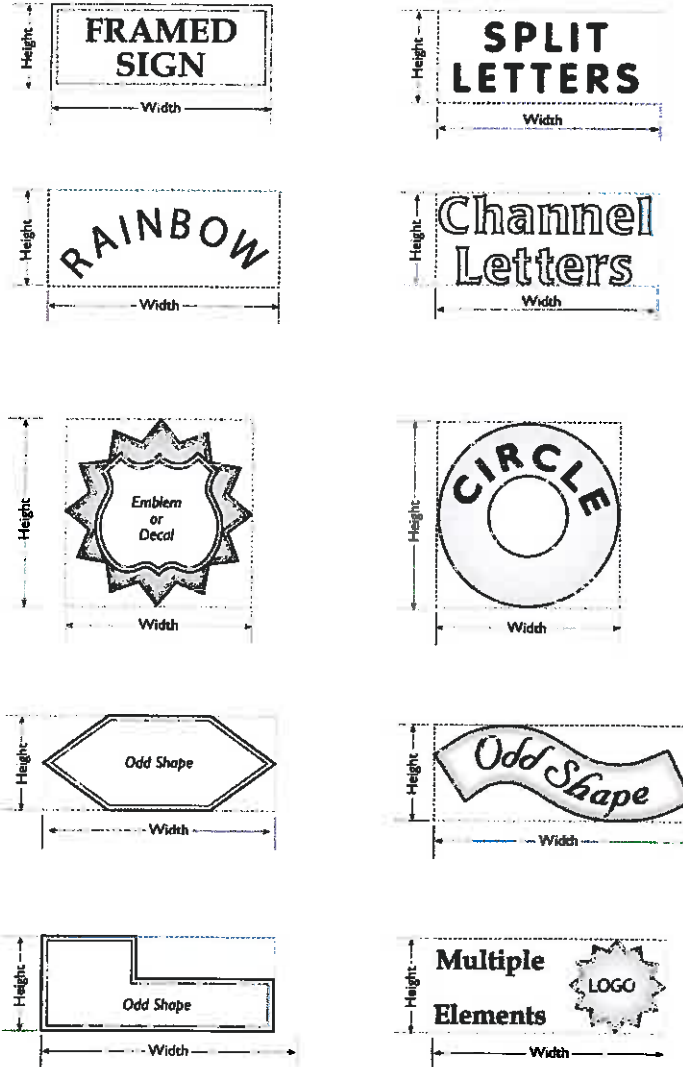 Height
FRAMED
SIGN
Width
Height
SPLIT
LETTERS
Width
Height
RAINBOW
Width
Height
Channel
Letters
Width
Height
Emblem
or
Decal
Width
Height
CIRCLE
Width
Height
Odd Shape
Width
Height
Odd Shape
Width
Height
Odd Shape
Width
Height
Multiple
Elements
LOGO
Width